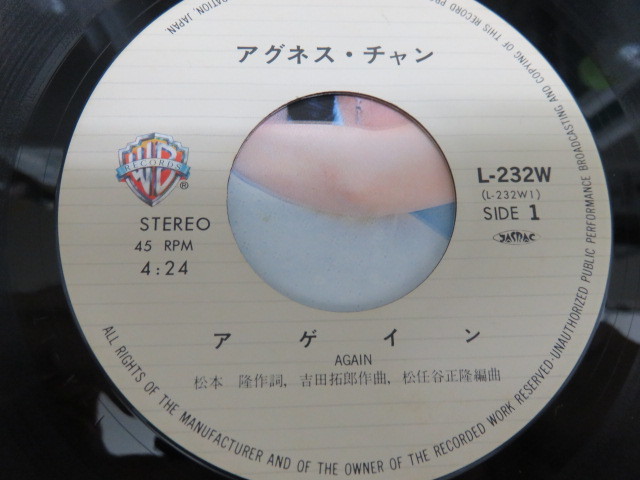 アグネス・チャン
WB
RECORDS
®
STEREO
45 RPM
4:24
L-232W
(L-232W1)
SIDE 1
JASRAC
アゲイン
AGAIN
松本 隆作詞, 吉田拓郎作曲, 松任谷正隆編曲
ALL RIGHTS OF THE MANUFACTURER AND OF THE OWNER OF THE RECORDED WORK RESERVED·UNAUTHORIZED PUBLIC PERFORMANCE BROADCASTING AND COPYING OF THIS RECORD
RATION, JAPAN